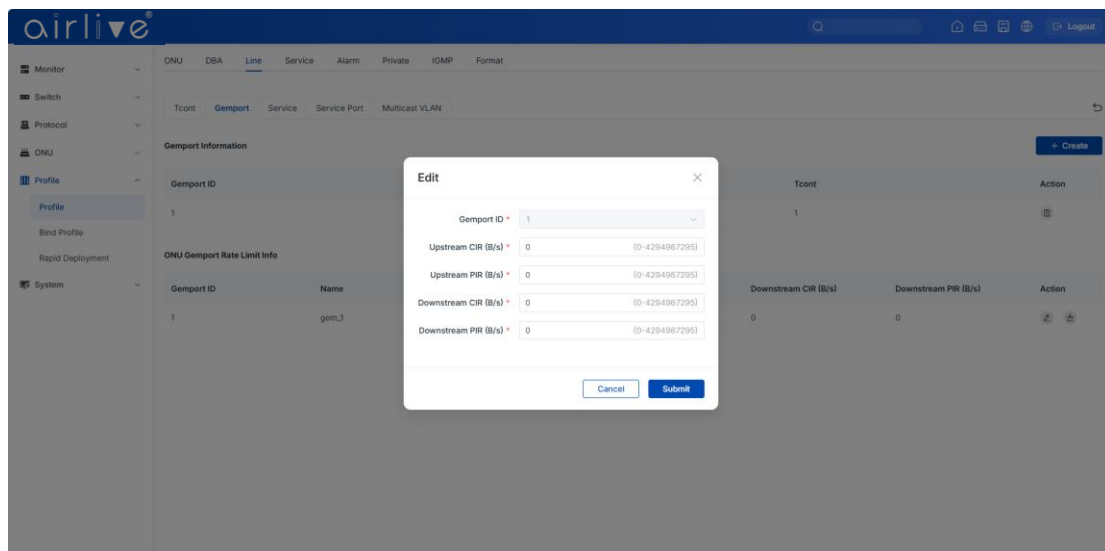 airlive®
Logout
Monitor
Switch
Protocol
ONU
Profile
Profile
Bind Profile
Rapid Deployment
System
ONU DBA Line Service Alarm Private IGMP Format
Tcont Gemport Service Service Port Multicast VLAN
Gemport Information
+ Create
Gemport ID Tcont Action
1 1
ONU Gemport Rate Limit Info
Gemport ID Name Downstream CIR (B/s) Downstream PIR (B/s) Action
1 gem_1 0 0
Edit
Gemport ID * 1
Upstream CIR (B/s) * 0 (0-4294967295)
Upstream PIR (B/s) * 0 (0-4294967295)
Downstream CIR (B/s) * 0 (0-4294967295)
Downstream PIR (B/s) * 0 (0-4294967295)
Cancel Submit